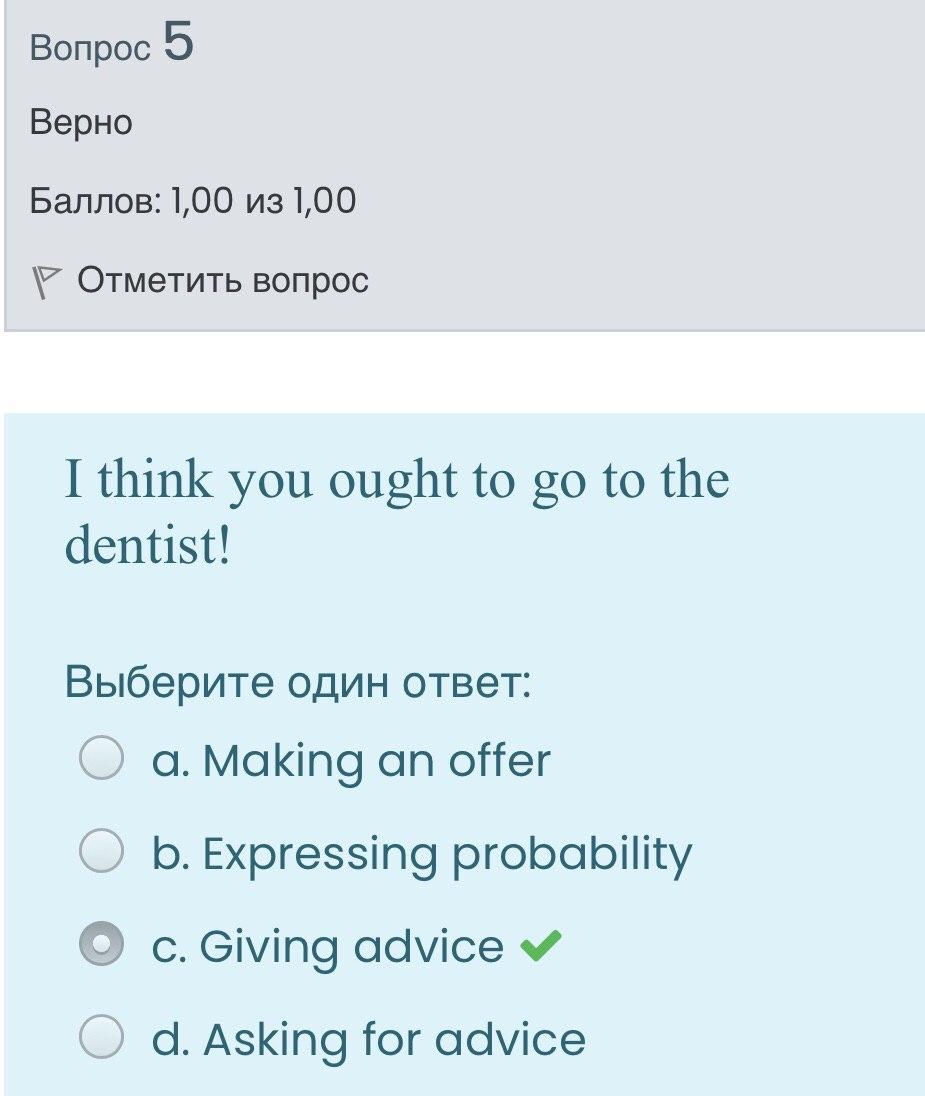 Вопрос 5
Верно
Баллов: 1,00 из 1,00
Отметить вопрос
I think you ought to go to the
dentist!
Выберите один ответ:
a. Making an offer
b. Expressing probability
c. Giving advice
d. Asking for advice